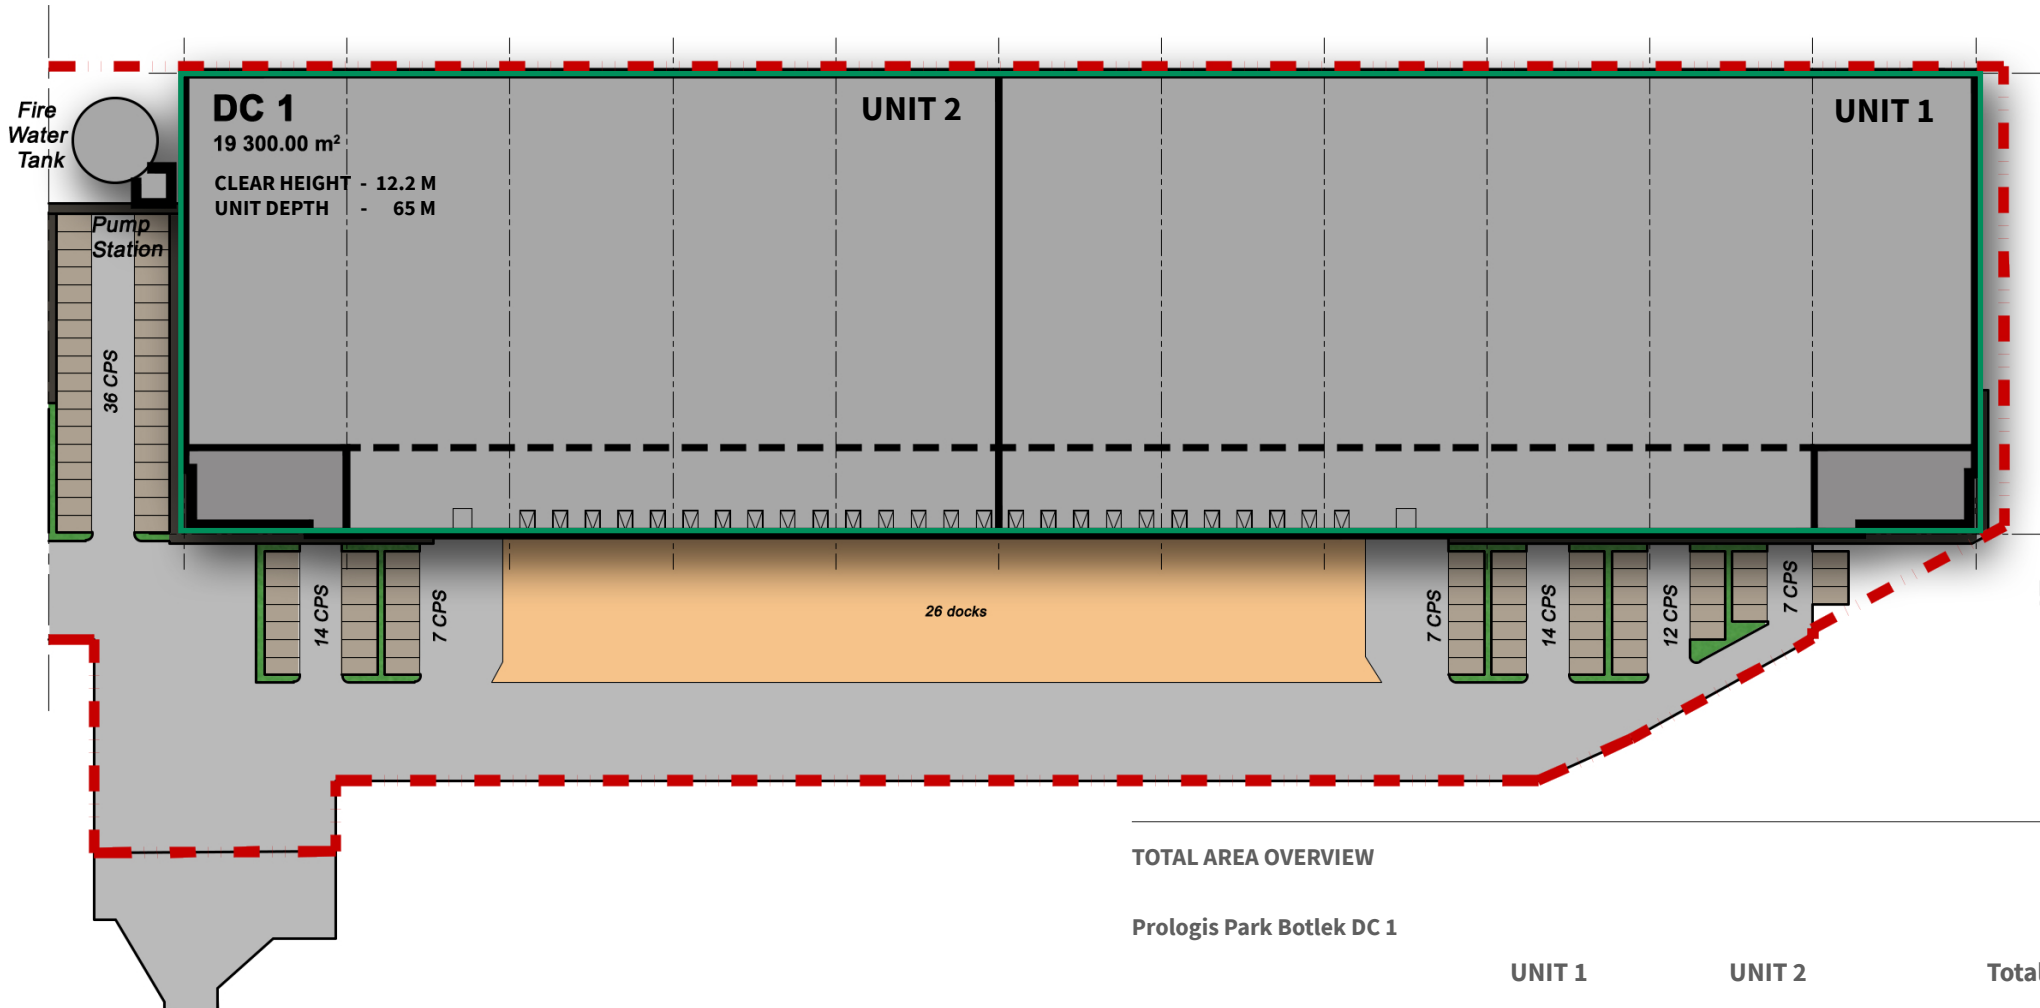 Fire
Water
Tank
DC 1
19 300.00 m²
CLEAR HEIGHT - 12.2 M
UNIT DEPTH - 65 M
UNIT 2
UNIT 1
Pump
Station
36 CPS
14 CPS
7 CPS
26 docks
7 CPS
14 CPS
12 CPS
7 CPS
TOTAL AREA OVERVIEW
Prologis Park Botlek DC 1
UNIT 1 UNIT 2 Total